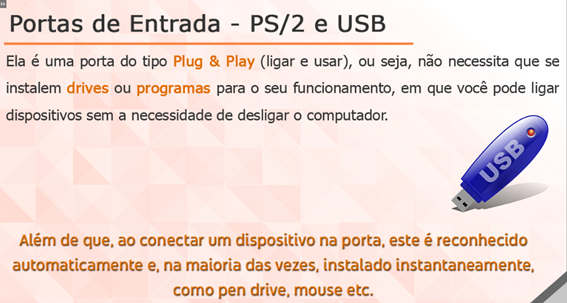 Portas de Entrada - PS/2 e USB
Ela é uma porta do tipo Plug & Play (ligar e usar), ou seja, não necessita que se
instalem drives ou programas para o seu funcionamento, em que você pode ligar
dispositivos sem a necessidade de desligar o computador.
USB
Além de que, ao conectar um dispositivo na porta, este é reconhecido
automaticamente e, na maioria das vezes, instalado instantaneamente,
como pen drive, mouse etc.